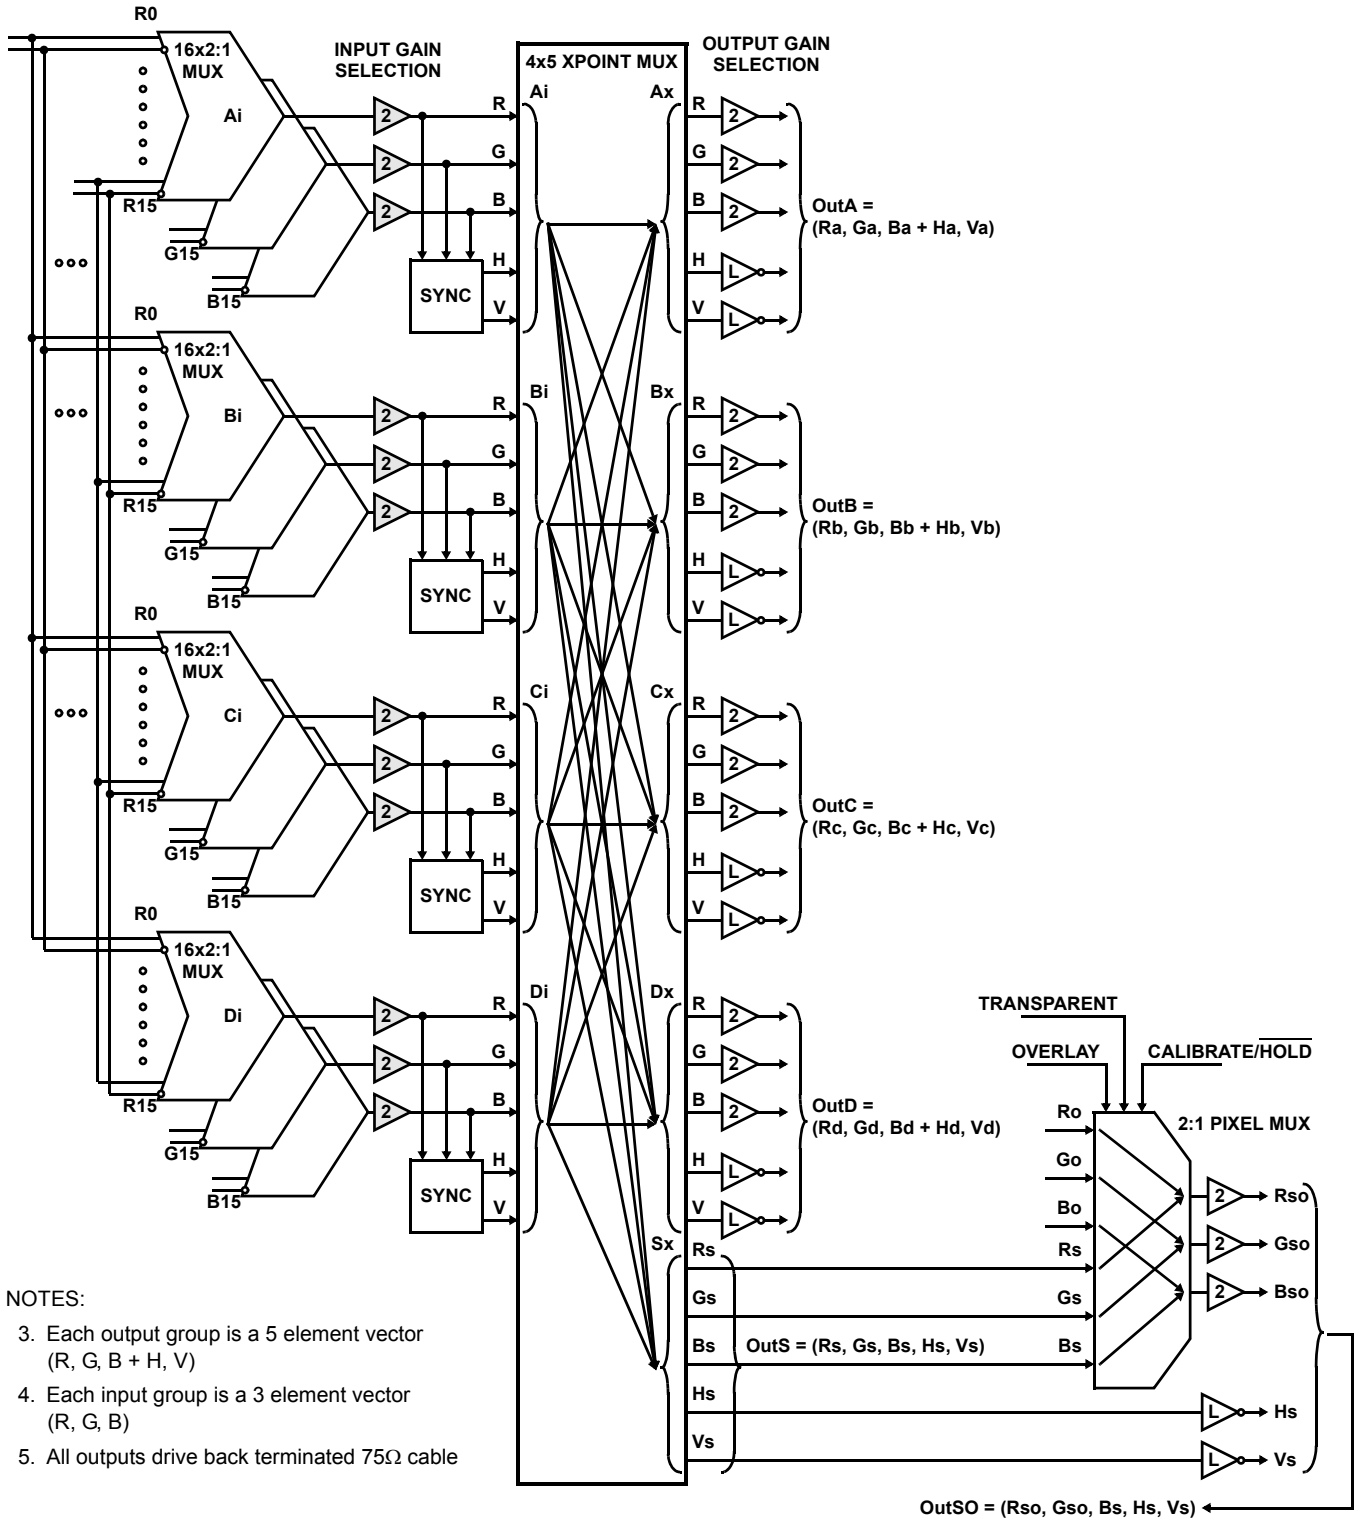 R0
16x2:1
MUX
Ai
R15
G15
B15
INPUT GAIN
SELECTION
2
2
2
SYNC
R
G
B
H
V
4x5 XPOINT MUX
Ai
Ax
OUTPUT GAIN
SELECTION
R
2
G
2
B
2
H
L
V
L
OutA =
(Ra, Ga, Ba + Ha, Va)
R0
16x2:1
MUX
Bi
R15
G15
B15
2
2
2
SYNC
R
G
B
H
V
Bi
Bx
R
2
G
2
B
2
H
L
V
L
OutB =
(Rb, Gb, Bb + Hb, Vb)
R0
16x2:1
MUX
Ci
R15
G15
B15
2
2
2
SYNC
R
G
B
H
V
Ci
Cx
R
2
G
2
B
2
H
L
V
L
OutC =
(Rc, Gc, Bc + Hc, Vc)
R0
16x2:1
MUX
Di
R15
G15
B15
2
2
2
SYNC
R
G
B
H
V
Di
Dx
R
2
G
2
B
2
H
L
V
L
OutD =
(Rd, Gd, Bd + Hd, Vd)
TRANSPARENT
OVERLAY
CALIBRATE/HOLD
2:1 PIXEL MUX
Ro
Go
Bo
Rs
Gs
Bs
2
Rso
2
Gso
2
Bso
Sx
Rs
Gs
Bs
OutS = (Rs, Gs, Bs, Hs, Vs)
Hs
Vs
L
Hs
L
Vs
OutSO = (Rso, Gso, Bs, Hs, Vs)
NOTES:
3. Each output group is a 5 element vector
(R, G, B + H, V)
4. Each input group is a 3 element vector
(R, G, B)
5. All outputs drive back terminated 75Ω cable